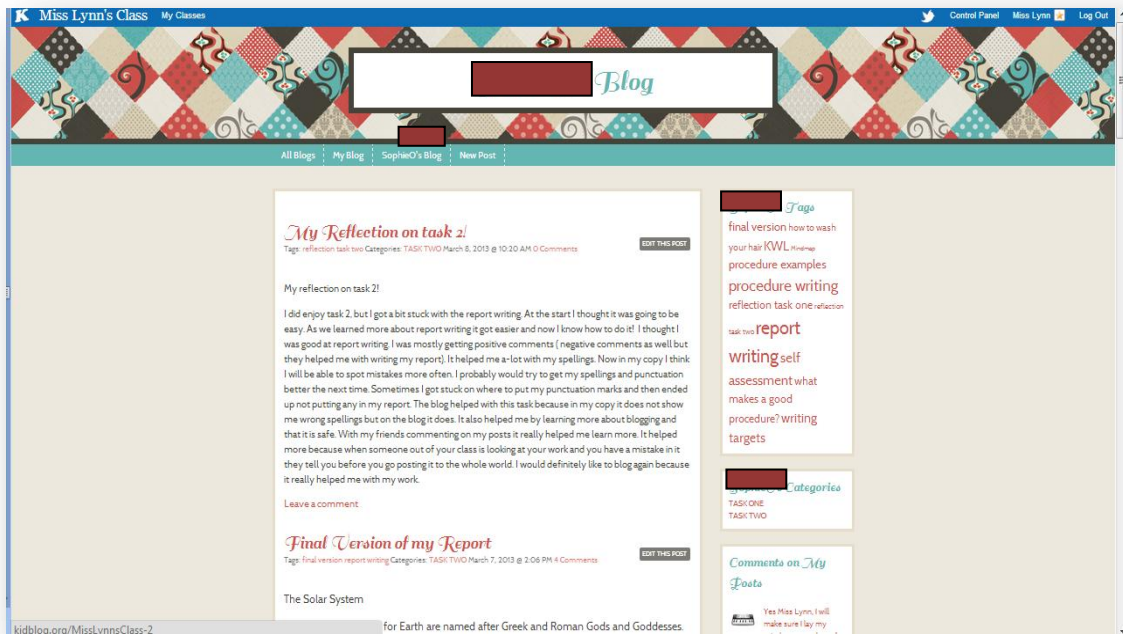 K Miss Lynn's Class My Classes Control Panel Miss Lynn Log Out
Blog
All Blogs My Blog SophieO's Blog New Post
My Reflection on task 2!
EDIT THIS POST
Tags: reflection task two Categories: TASK TWO March 8, 2013 @ 10:20 AM 0 Comments
My reflection on task 2!
I did enjoy task 2, but I got a bit stuck with the report writing. At the start I thought it was going to be
easy. As we learned more about report writing it got easier and now I know how to do it! I thought I
was good at report writing. I was mostly getting positive comments ( negative comments as well but
they helped me with writing my report). It helped me a-lot with my spellings. Now in my copy I think
I will be able to spot mistakes more often. I probably would try to get my spellings and punctuation
better the next time. Sometimes I got stuck on where to put my punctuation marks and then ended
up not putting any in my report. The blog helped with this task because in my copy it does not show
me wrong spellings but on the blog it does. It also helped me by learning more about blogging and
that it is safe. With my friends commenting on my posts it really helped me learn more. It helped
more because when someone out of your class is looking at your work and you have a mistake in it
they tell you before you go posting it to the whole world. I would definitely like to blog again because
it really helped me with my work.
Leave a comment
Final Version of my Report
EDIT THIS POST
Tags: final version report writing Categories: TASK TWO March 7, 2013 @ 2:06 PM 4 Comments
The Solar System
for Earth are named after Greek and Roman Gods and Goddesses.
Tags
final version how to wash
your hair KWL Mindmap
procedure examples
procedure writing
reflection task one reflection
task two report
writing self
assessment what
makes a good
procedure? writing
targets
Categories
TASK ONE
TASK TWO
Comments on My
Posts
Yes Miss Lynn, I will
make sure I lay my
kidblog.org/MissLynnsClass-2